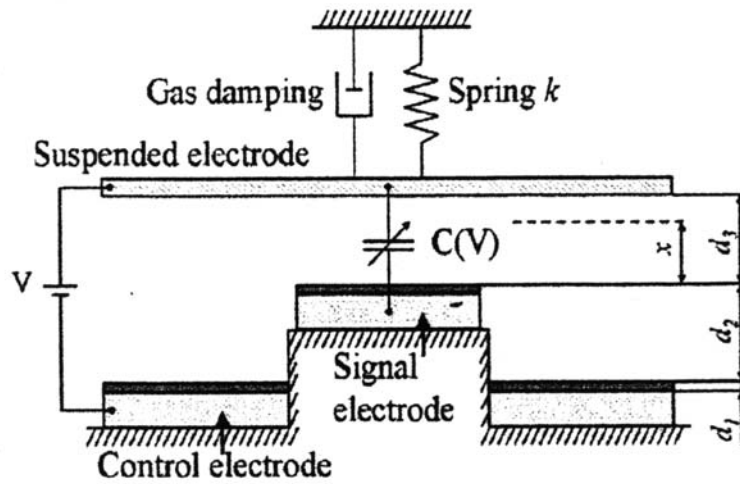 Gas damping
Spring k
Suspended electrode
C(V)
x
d₃
V
d₂
Signal
electrode
d₁
Control electrode